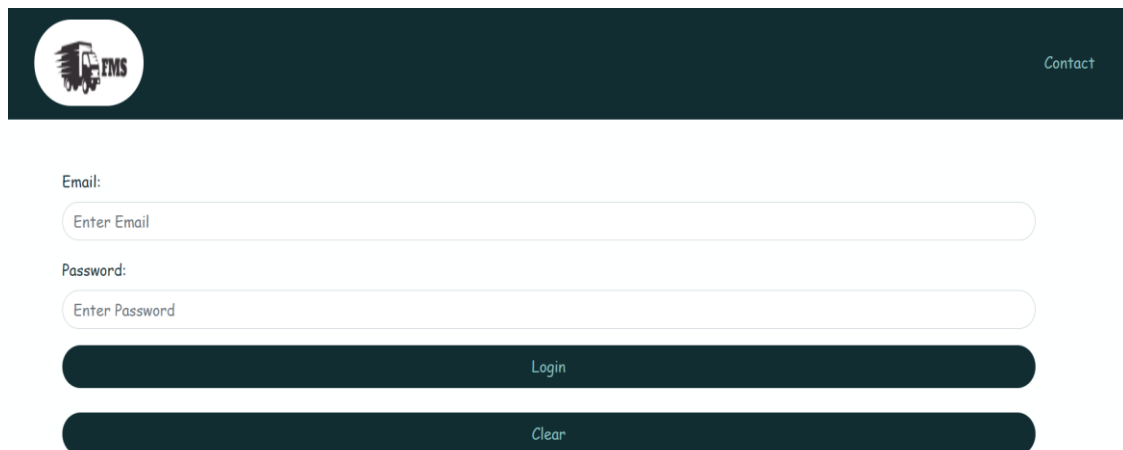 FMS
Contact
Email:
Enter Email
Password:
Enter Password
Login
Clear